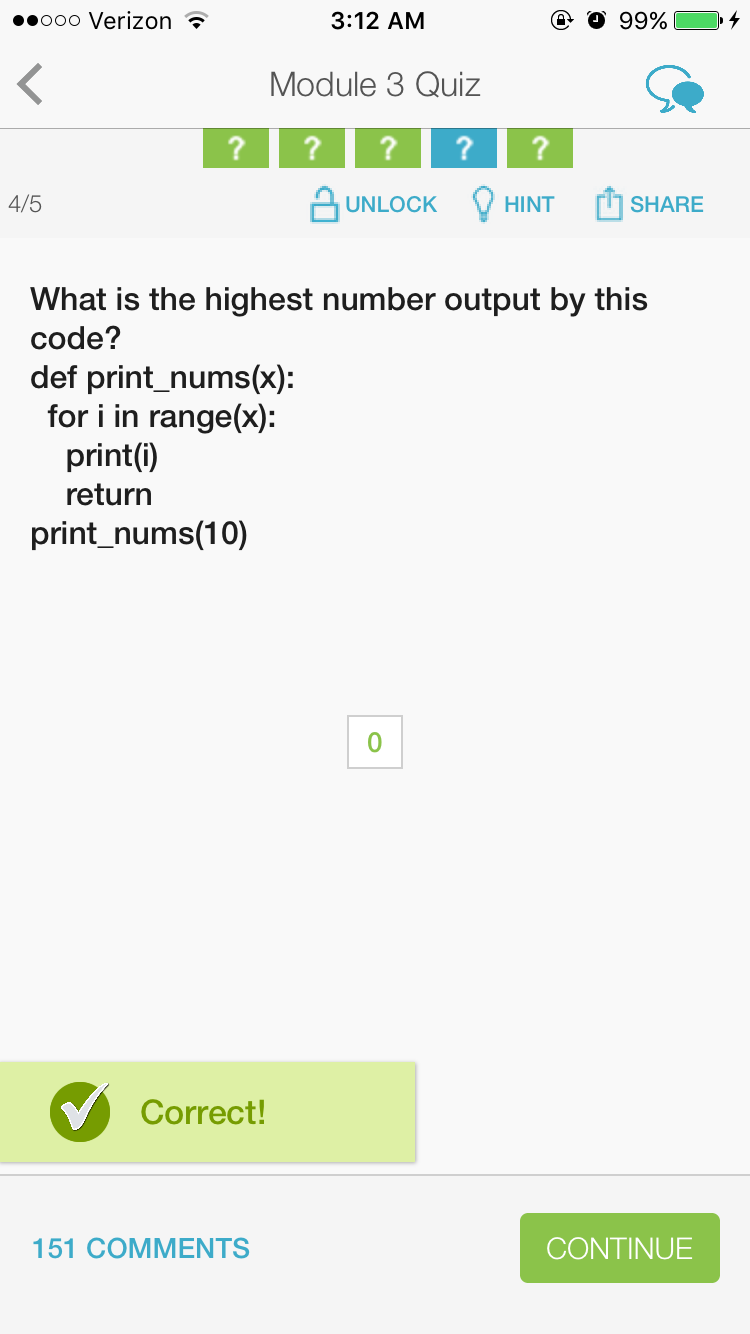 Verizon 3:12 AM 99%
Module 3 Quiz
? ? ? ? ?
4/5 UNLOCK HINT SHARE
What is the highest number output by this
code?
def print_nums(x):
  for i in range(x):
    print(i)
    return
print_nums(10)
0
Correct!
151 COMMENTS CONTINUE